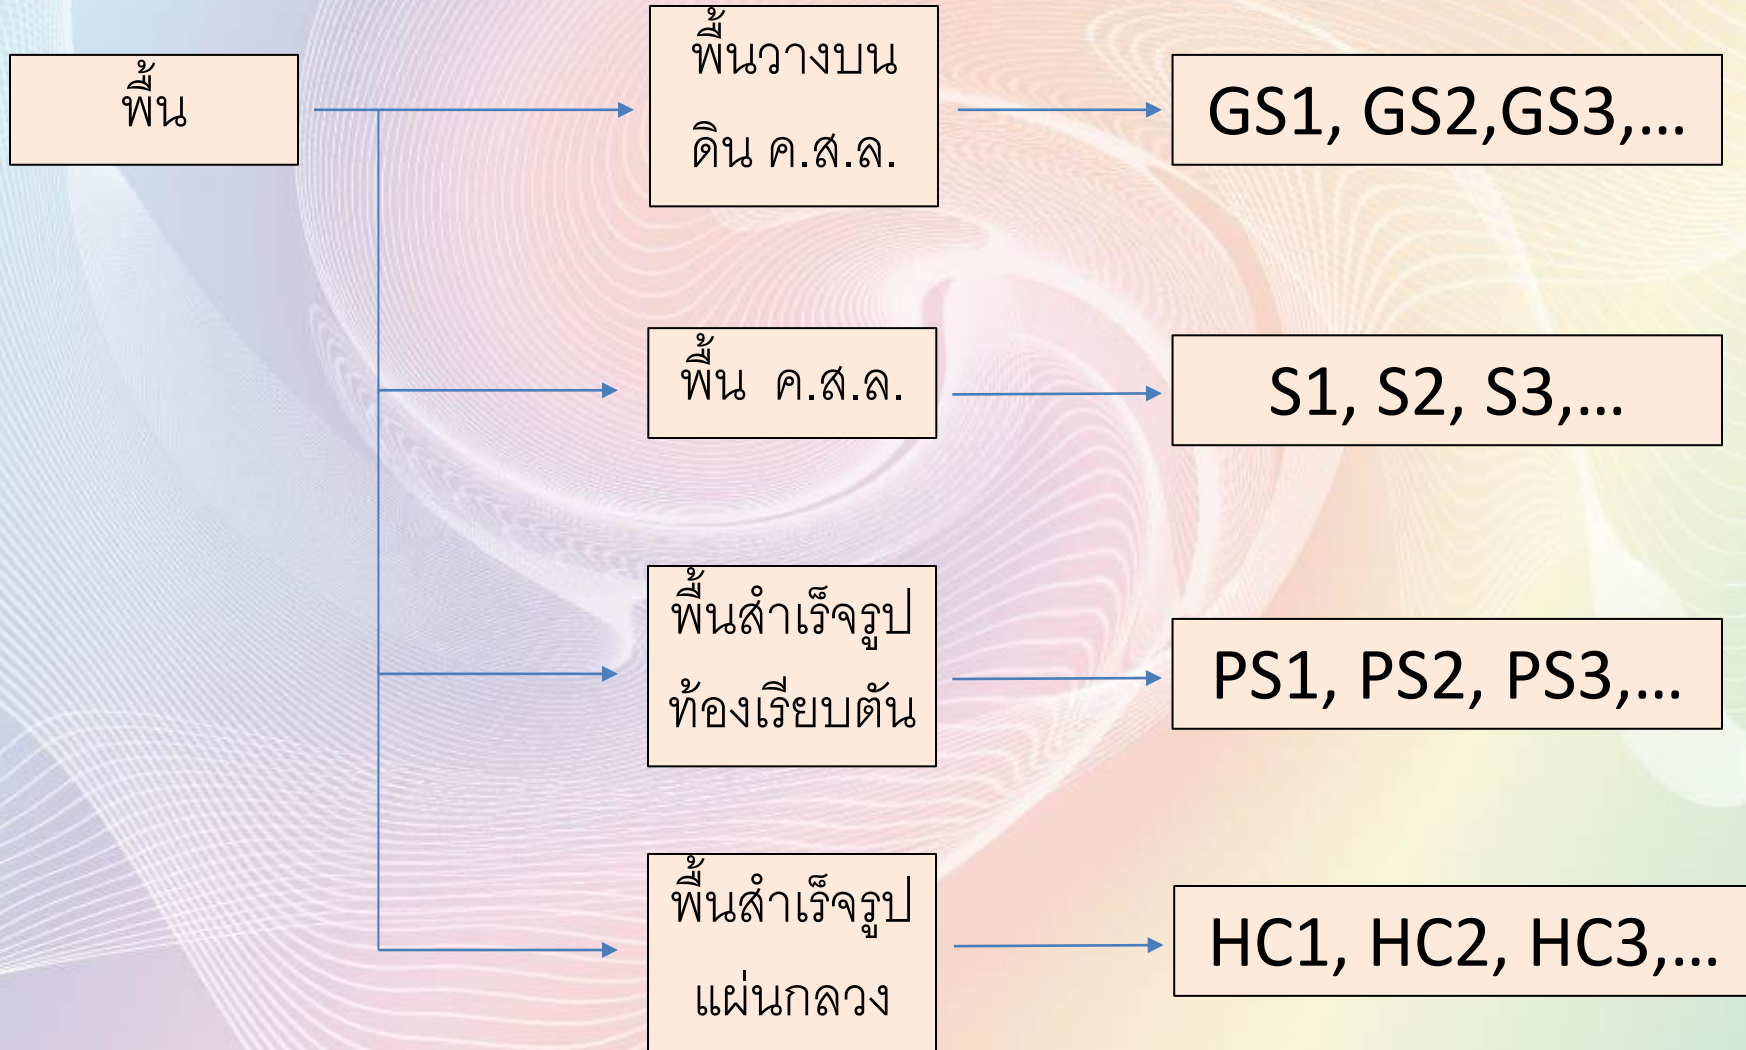 พื้น
พื้นวางบน
ดิน ค.ส.ล.
GS1, GS2,GS3,...
พื้น ค.ส.ล.
S1, S2, S3,...
พื้นสำเร็จรูป
ท้องเรียบตัน
PS1, PS2, PS3,...
พื้นสำเร็จรูป
แผ่นกลวง
HC1, HC2, HC3,...